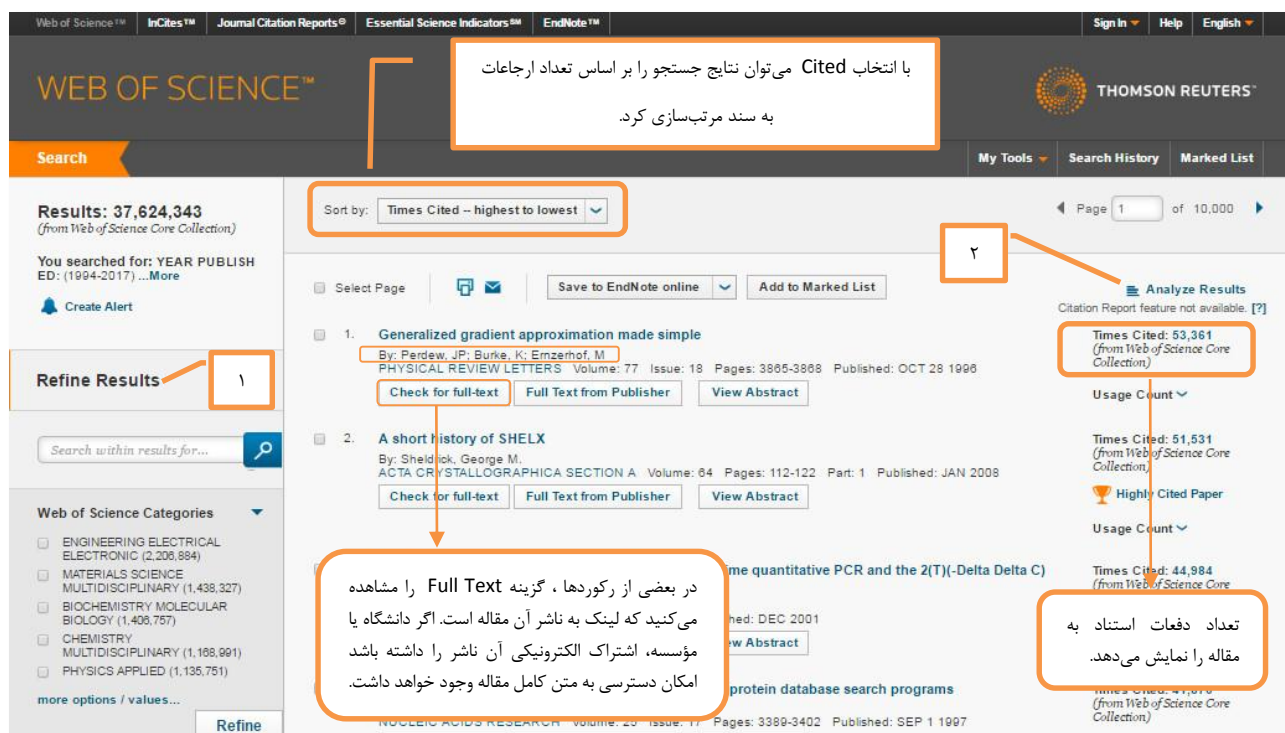 Web of Science™ InCites™ Journal Citation Reports® Essential Science Indicators℠ EndNote™ Sign In Help English
WEB OF SCIENCE™
THOMSON REUTERS™
با انتخاب Cited می‌توان نتایج جستجو را بر اساس تعداد ارجاعات
به سند مرتب‌سازی کرد.
Search My Tools Search History Marked List
Results: 37,624,343
(from Web of Science Core Collection)
You searched for: YEAR PUBLISH
ED: (1994-2017) ...More
Create Alert
Refine Results
۱
Search within results for...
Web of Science Categories
ENGINEERING ELECTRICAL
ELECTRONIC (2,206,884)
MATERIALS SCIENCE
MULTIDISCIPLINARY (1,438,327)
BIOCHEMISTRY MOLECULAR
BIOLOGY (1,406,757)
CHEMISTRY
MULTIDISCIPLINARY (1,168,991)
PHYSICS APPLIED (1,135,751)
more options / values...
Refine
Sort by: Times Cited -- highest to lowest
Page 1 of 10,000
۲
Select Page Save to EndNote online Add to Marked List
Analyze Results
Citation Report feature not available. [?]
1. Generalized gradient approximation made simple
By: Perdew, JP; Burke, K; Ernzerhof, M
PHYSICAL REVIEW LETTERS Volume: 77 Issue: 18 Pages: 3865-3868 Published: OCT 28 1996
Check for full-text Full Text from Publisher View Abstract
Times Cited: 53,361
(from Web of Science Core
Collection)
Usage Count
2. A short history of SHELX
By: Sheldrick, George M.
ACTA CRYSTALLOGRAPHICA SECTION A Volume: 64 Pages: 112-122 Part: 1 Published: JAN 2008
Check for full-text Full Text from Publisher View Abstract
Times Cited: 51,531
(from Web of Science Core
Collection)
Highly Cited Paper
Usage Count
quantitative PCR and the 2(T)(-Delta Delta C)
DEC 2001
Abstract
Times Cited: 44,984
(from Web of Science Core
در بعضی از رکوردها ، گزینه Full Text را مشاهده
می‌کنید که لینک به ناشر آن مقاله است. اگر دانشگاه یا
مؤسسه، اشتراک الکترونیکی آن ناشر را داشته باشد
امکان دسترسی به متن کامل مقاله وجود خواهد داشت.
تعداد دفعات استناد به
مقاله را نمایش می‌دهد.
protein database search programs
NUCLEIC ACIDS RESEARCH Volume: 25 Issue: 17 Pages: 3389-3402 Published: SEP 1 1997
(from Web of Science Core
Collection)